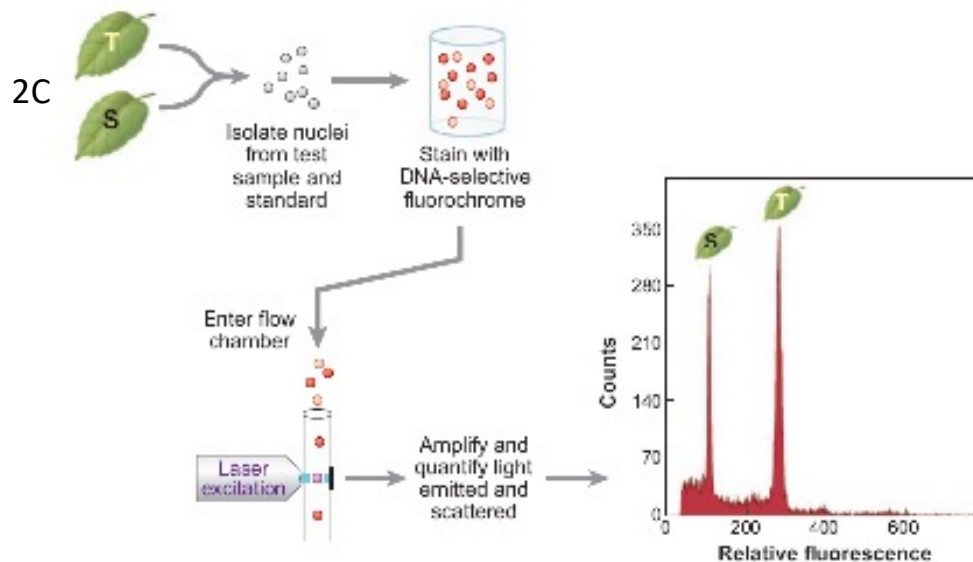 2C
T
S
Isolate nuclei
from test
sample and
standard
Stain with
DNA-selective
fluorochrome
Enter flow
chamber
Laser
excilation
Amplify and
quantify light
emitted and
scattered
S
T
Counts
350
280
210
140
70
0
0 200 400 600
Relative fluorescence